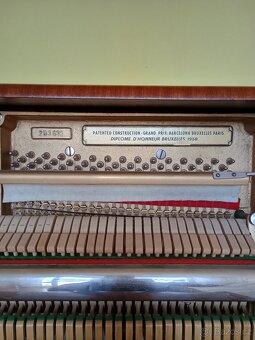 PATENTED CONSTRUCTION - GRAND PRIX: BARCELONA BRUXELLES PARIS
DIPLOME D'HONNEUR BRUXELLES 1958